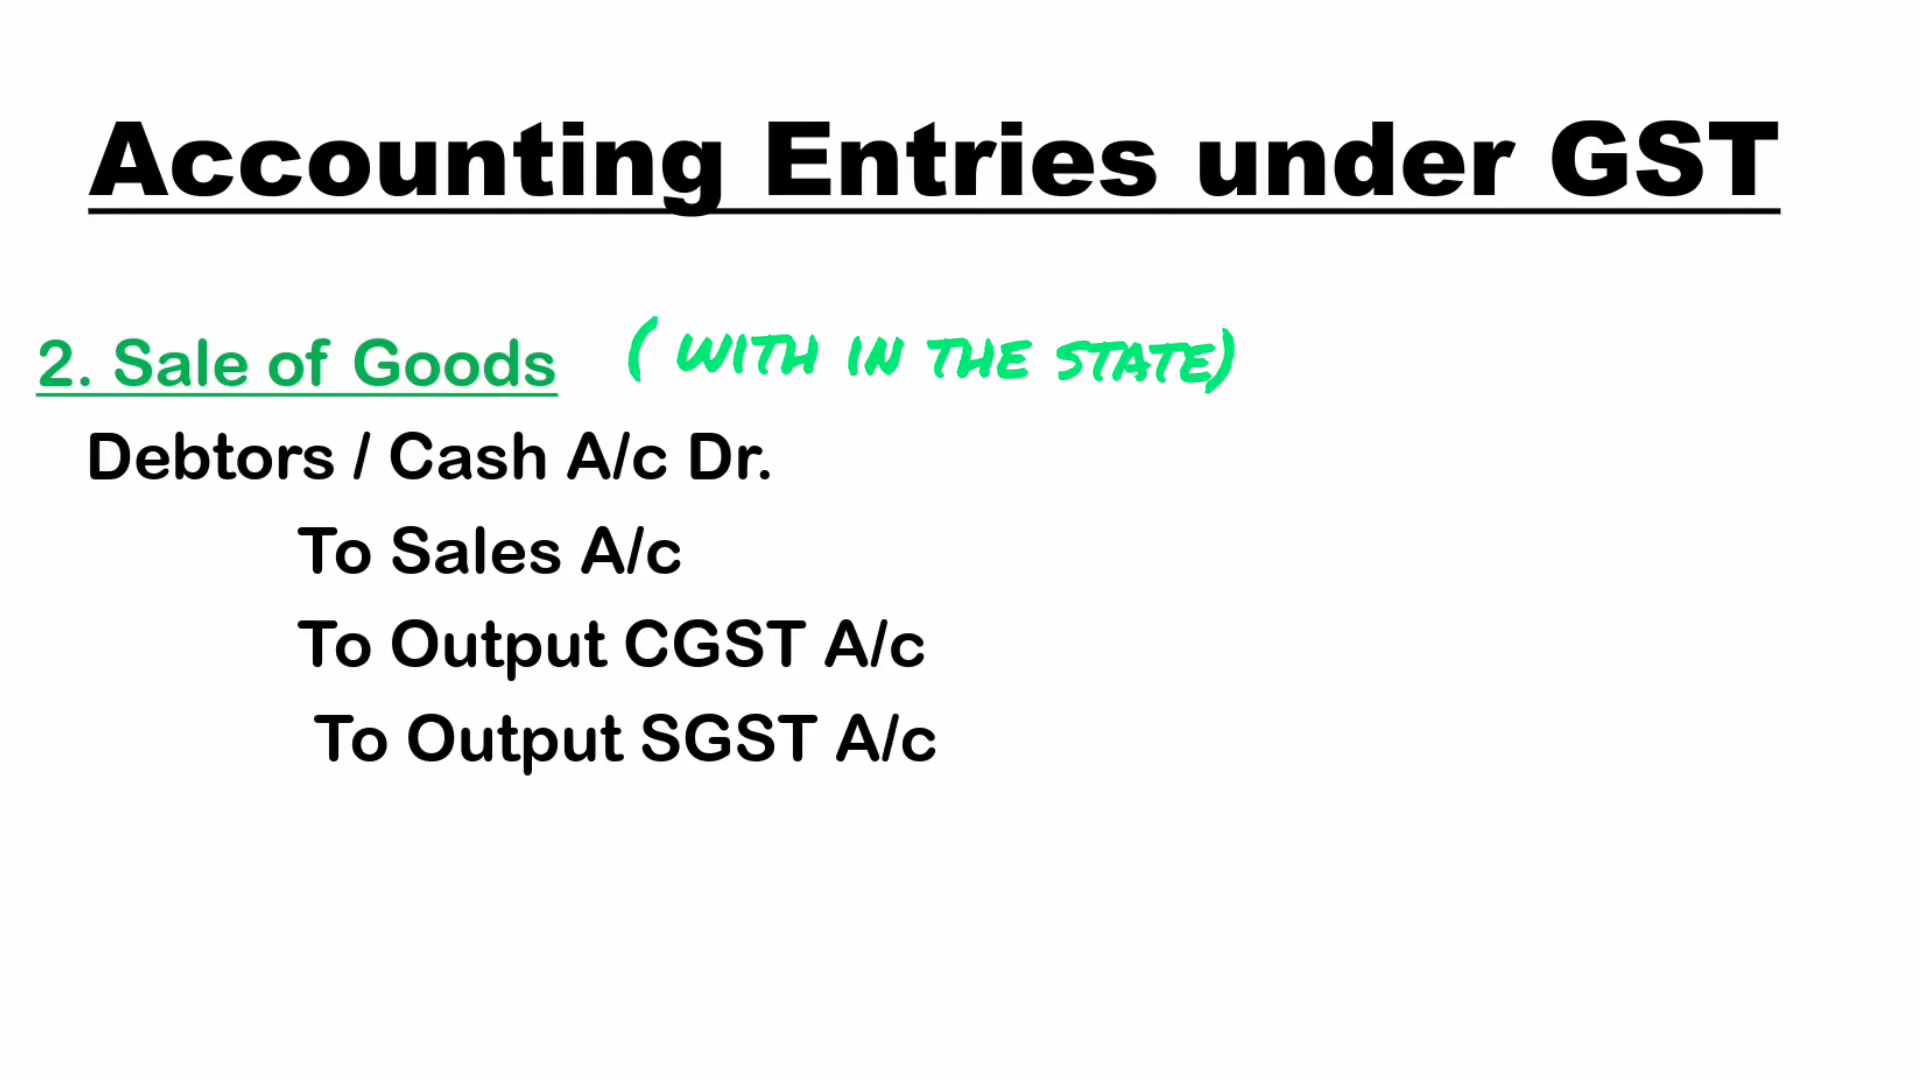 Accounting Entries under GST
2. Sale of Goods ( WITH IN THE STATE)
Debtors / Cash A/c Dr.
To Sales A/c
To Output CGST A/c
To Output SGST A/c